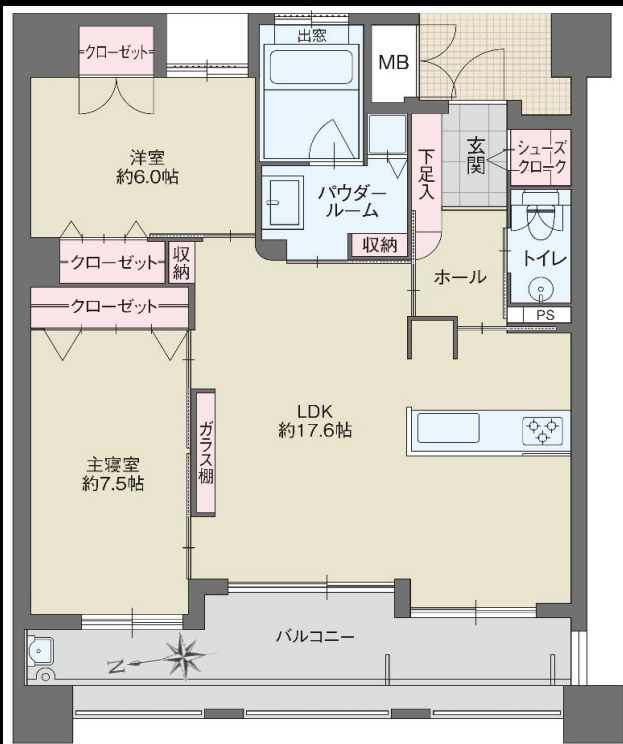 クローゼット
出窓
MB
洋室
約6.0帖
パウダー
ルーム
下足入
玄関
シューズ
クローク
収納
トイレ
クローゼット
収納
ホール
PS
クローゼット
LDK
約17.6帖
ガラス棚
主寝室
約7.5帖
バルコニー
N